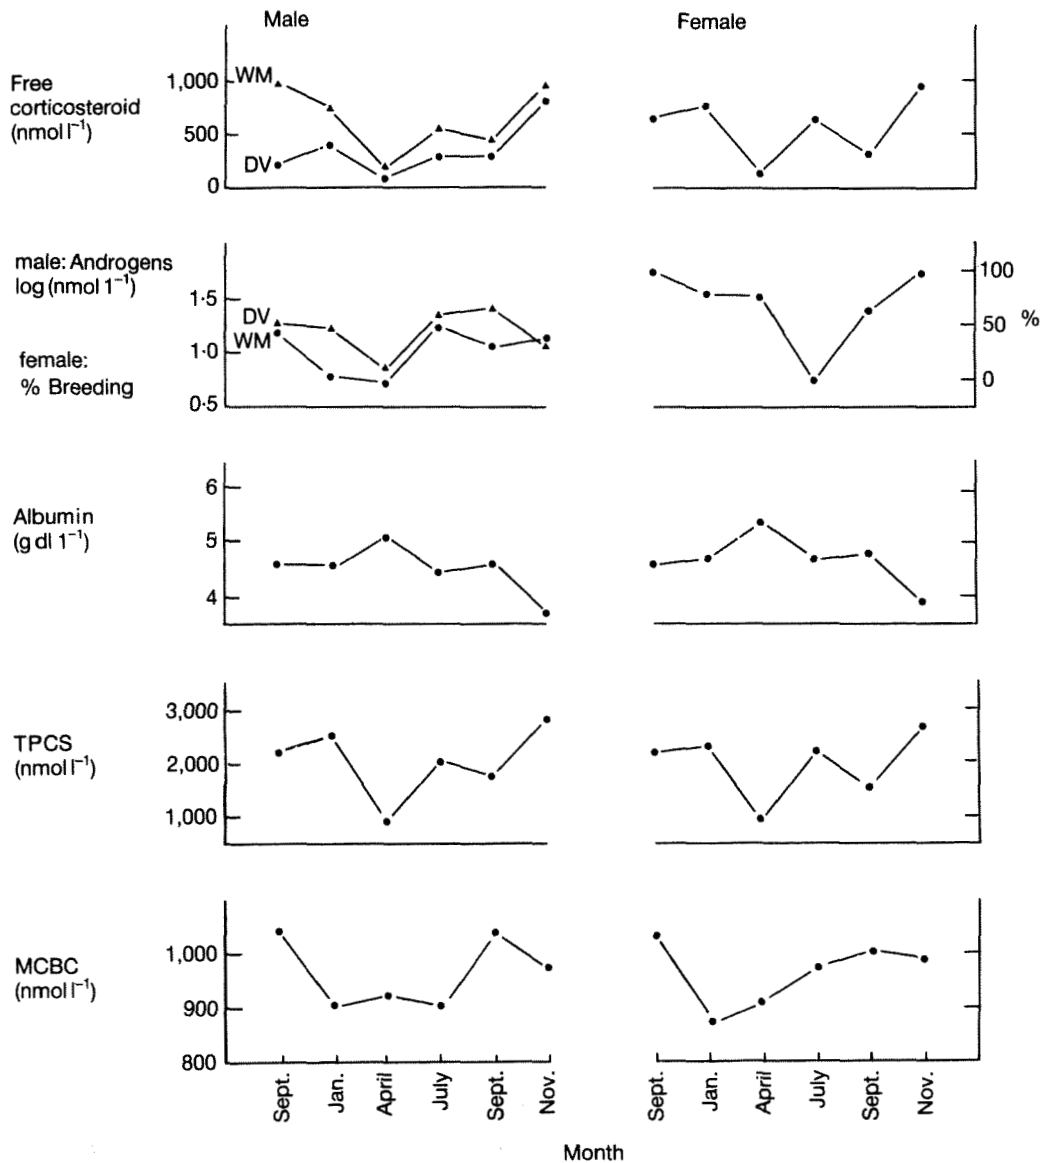 Male
Female
Free
corticosteroid
(nmol l⁻¹)
1,000
500
0
WM
DV
male: Androgens
log (nmol 1⁻¹)
female:
% Breeding
1·5
1·0
0·5
DV
WM
100
50
0
%
Albumin
(g dl 1⁻¹)
6
5
4
TPCS
(nmol l⁻¹)
3,000
2,000
1,000
MCBC
(nmol l⁻¹)
1,000
900
800
Sept.
Jan.
April
July
Sept.
Nov.
Sept.
Jan.
April
July
Sept.
Nov.
Month